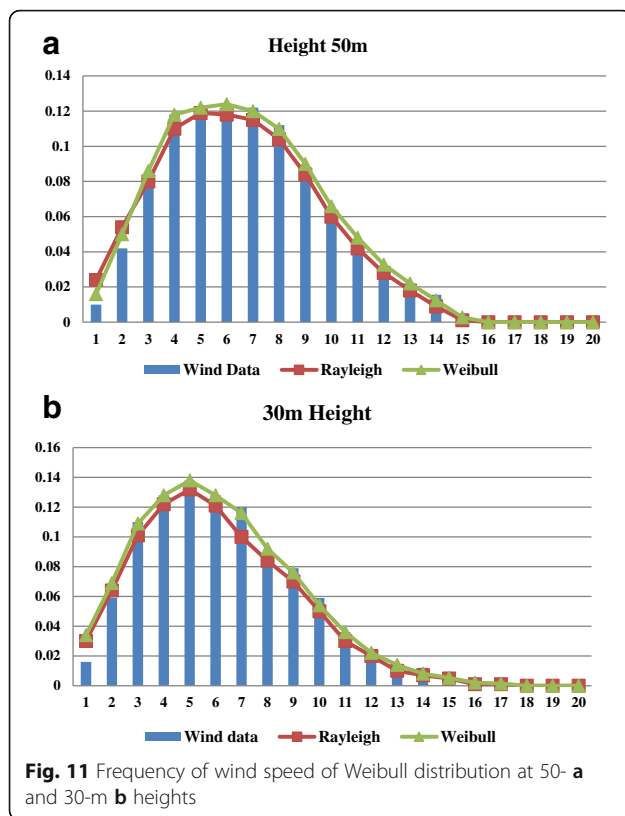 a
Height 50m
0.14
0.12
0.1
0.08
0.06
0.04
0.02
0
1 2 3 4 5 6 7 8 9 10 11 12 13 14 15 16 17 18 19 20
Wind Data Rayleigh Weibull
b
30m Height
0.16
0.14
0.12
0.1
0.08
0.06
0.04
0.02
0
1 2 3 4 5 6 7 8 9 10 11 12 13 14 15 16 17 18 19 20
Wind data Rayleigh Weibull
Fig. 11 Frequency of wind speed of Weibull distribution at 50- a
and 30-m b heights